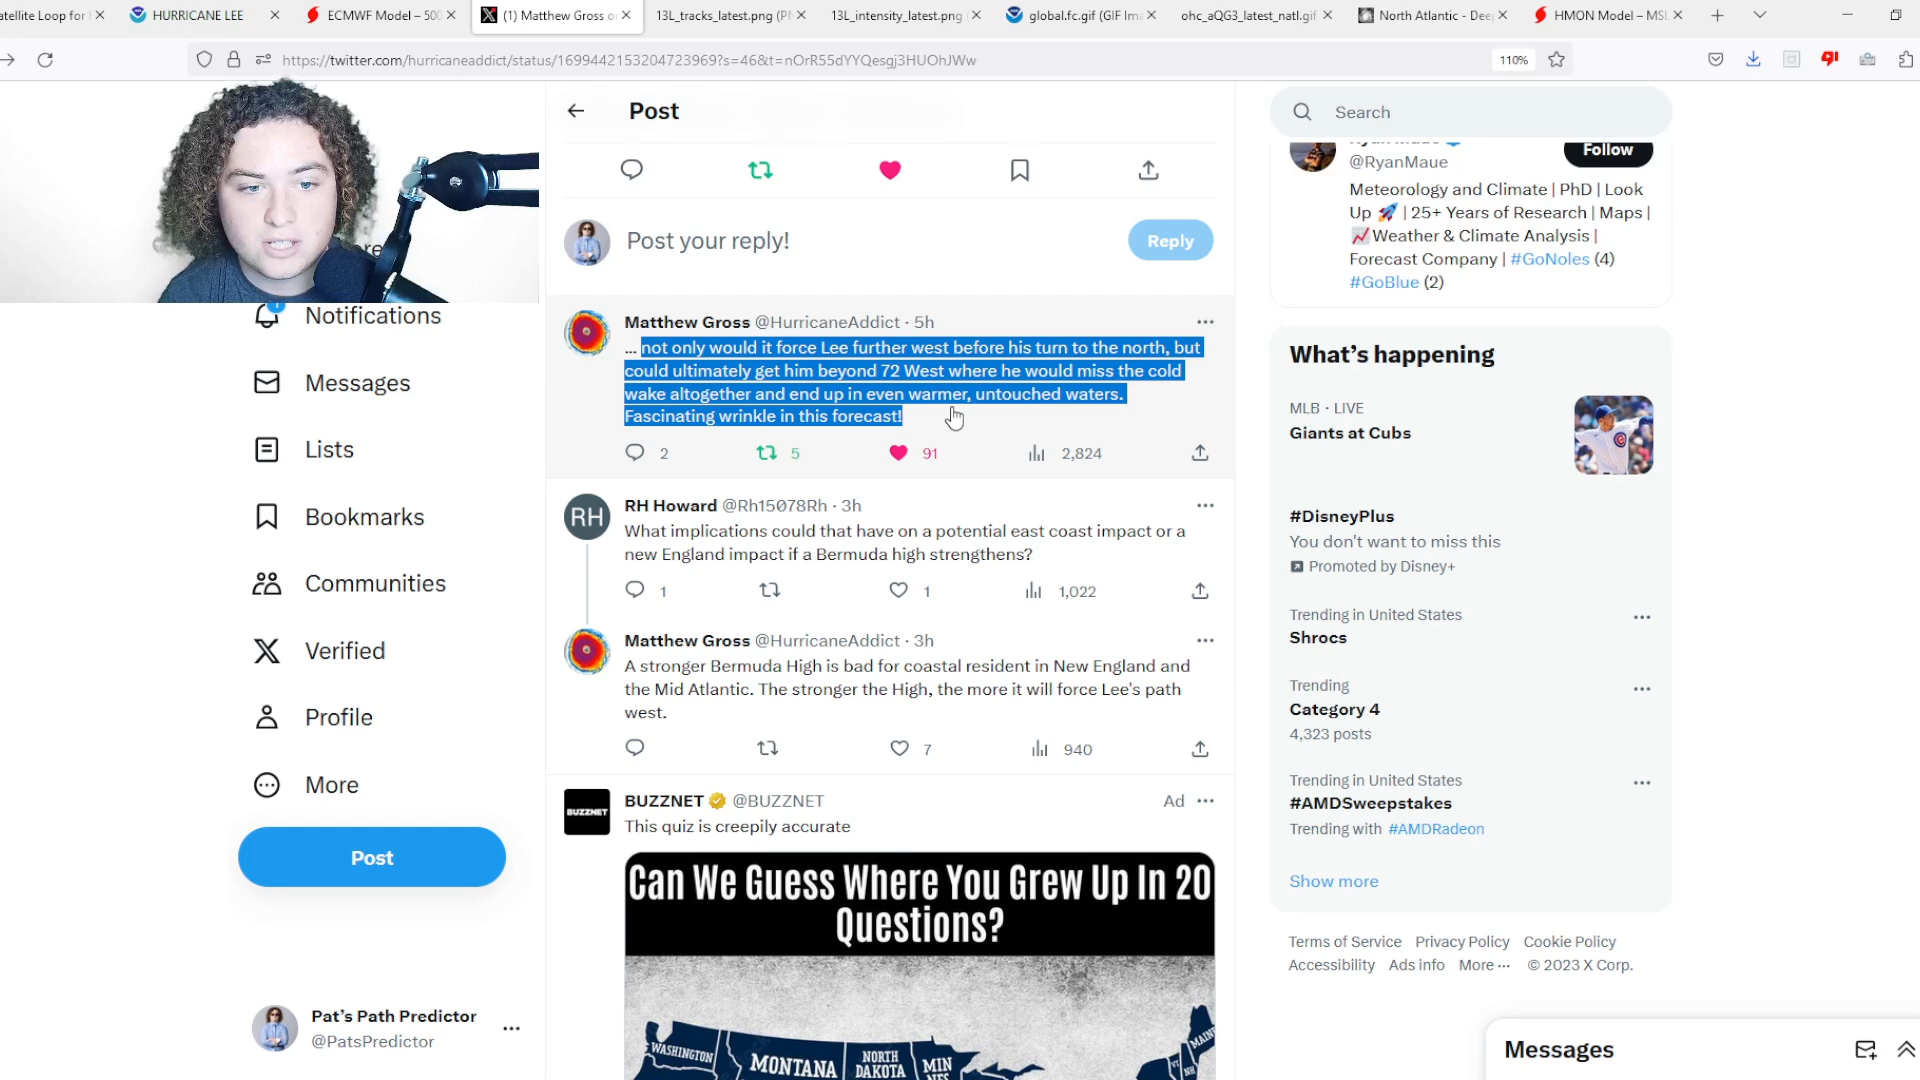 atellite Loop for
HURRICANE LEE
ECMWF Model – 500
(1) Matthew Gross o
13L_tracks_latest.png (P
13L_intensity_latest.png
global.fc.gif (GIF Im
ohc_aQG3_latest_natl.gif
North Atlantic - Dee
HMON Model – MSL
https://twitter.com/hurricaneaddict/status/1699442153204723969?s=46&t=nOrR55dYYQesgj3HUOhJWw
110%
Notifications
Messages
Lists
Bookmarks
Communities
Verified
Profile
More
Post
Pat's Path Predictor
@PatsPredictor
Post
Post your reply!
Reply
Matthew Gross @HurricaneAddict · 5h
... not only would it force Lee further west before his turn to the north, but
could ultimately get him beyond 72 West where he would miss the cold
wake altogether and end up in even warmer, untouched waters.
Fascinating wrinkle in this forecast!
2 5 91 2,824
RH
RH Howard @Rh15078Rh · 3h
What implications could that have on a potential east coast impact or a
new England impact if a Bermuda high strengthens?
1 1 1,022
Matthew Gross @HurricaneAddict · 3h
A stronger Bermuda High is bad for coastal resident in New England and
the Mid Atlantic. The stronger the High, the more it will force Lee's path
west.
7 940
BUZZNET
BUZZNET @BUZZNET
Ad
This quiz is creepily accurate
Can We Guess Where You Grew Up In 20
Questions?
WASHINGTON
MONTANA
NORTH
DAKOTA
MIN
VT
NH
MAINE
Search
@RyanMaue
Follow
Meteorology and Climate | PhD | Look
Up 🚀 | 25+ Years of Research | Maps |
📈 Weather & Climate Analysis |
Forecast Company | #GoNoles (4)
#GoBlue (2)
What's happening
MLB · LIVE
Giants at Cubs
#DisneyPlus
You don't want to miss this
Promoted by Disney+
Trending in United States
Shrocs
Trending
Category 4
4,323 posts
Trending in United States
#AMDSweepstakes
Trending with #AMDRadeon
Show more
Terms of Service Privacy Policy Cookie Policy
Accessibility Ads info More ··· © 2023 X Corp.
Messages